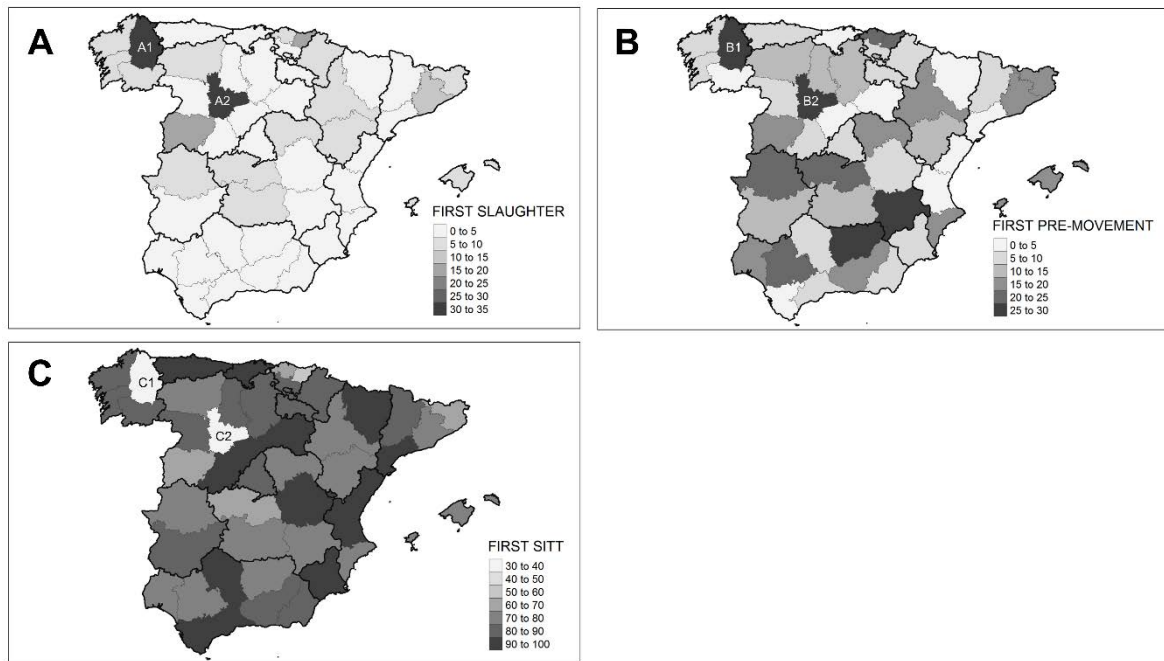 A
A1
A2
FIRST SLAUGHTER
0 to 5
5 to 10
10 to 15
15 to 20
20 to 25
25 to 30
30 to 35
B
B1
B2
FIRST PRE-MOVEMENT
0 to 5
5 to 10
10 to 15
15 to 20
20 to 25
25 to 30
C
C1
C2
FIRST SITT
30 to 40
40 to 50
50 to 60
60 to 70
70 to 80
80 to 90
90 to 100